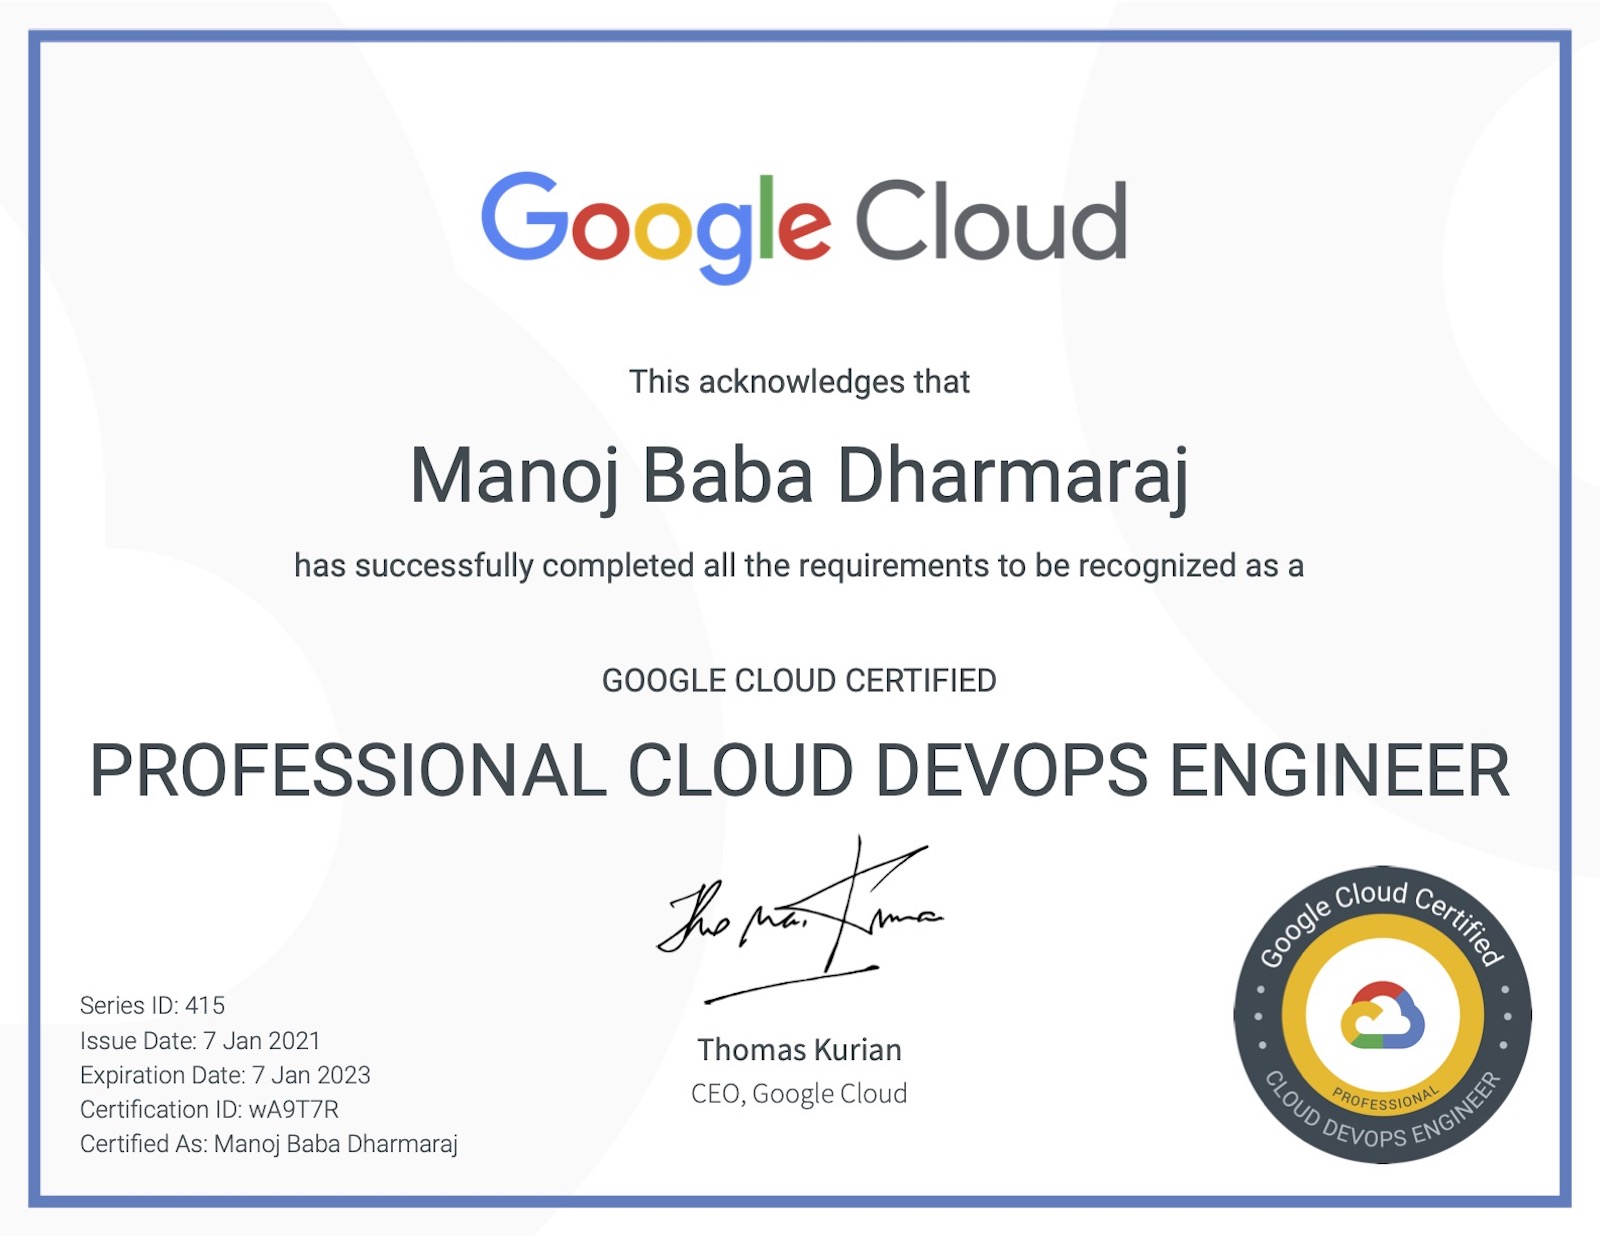 Google Cloud
This acknowledges that
Manoj Baba Dharmaraj
has successfully completed all the requirements to be recognized as a
GOOGLE CLOUD CERTIFIED
PROFESSIONAL CLOUD DEVOPS ENGINEER
Thomas Kurian
Thomas Kurian
CEO, Google Cloud
Series ID: 415
Issue Date: 7 Jan 2021
Expiration Date: 7 Jan 2023
Certification ID: wA9T7R
Certified As: Manoj Baba Dharmaraj
Google Cloud Certified
PROFESSIONAL
CLOUD DEVOPS ENGINEER